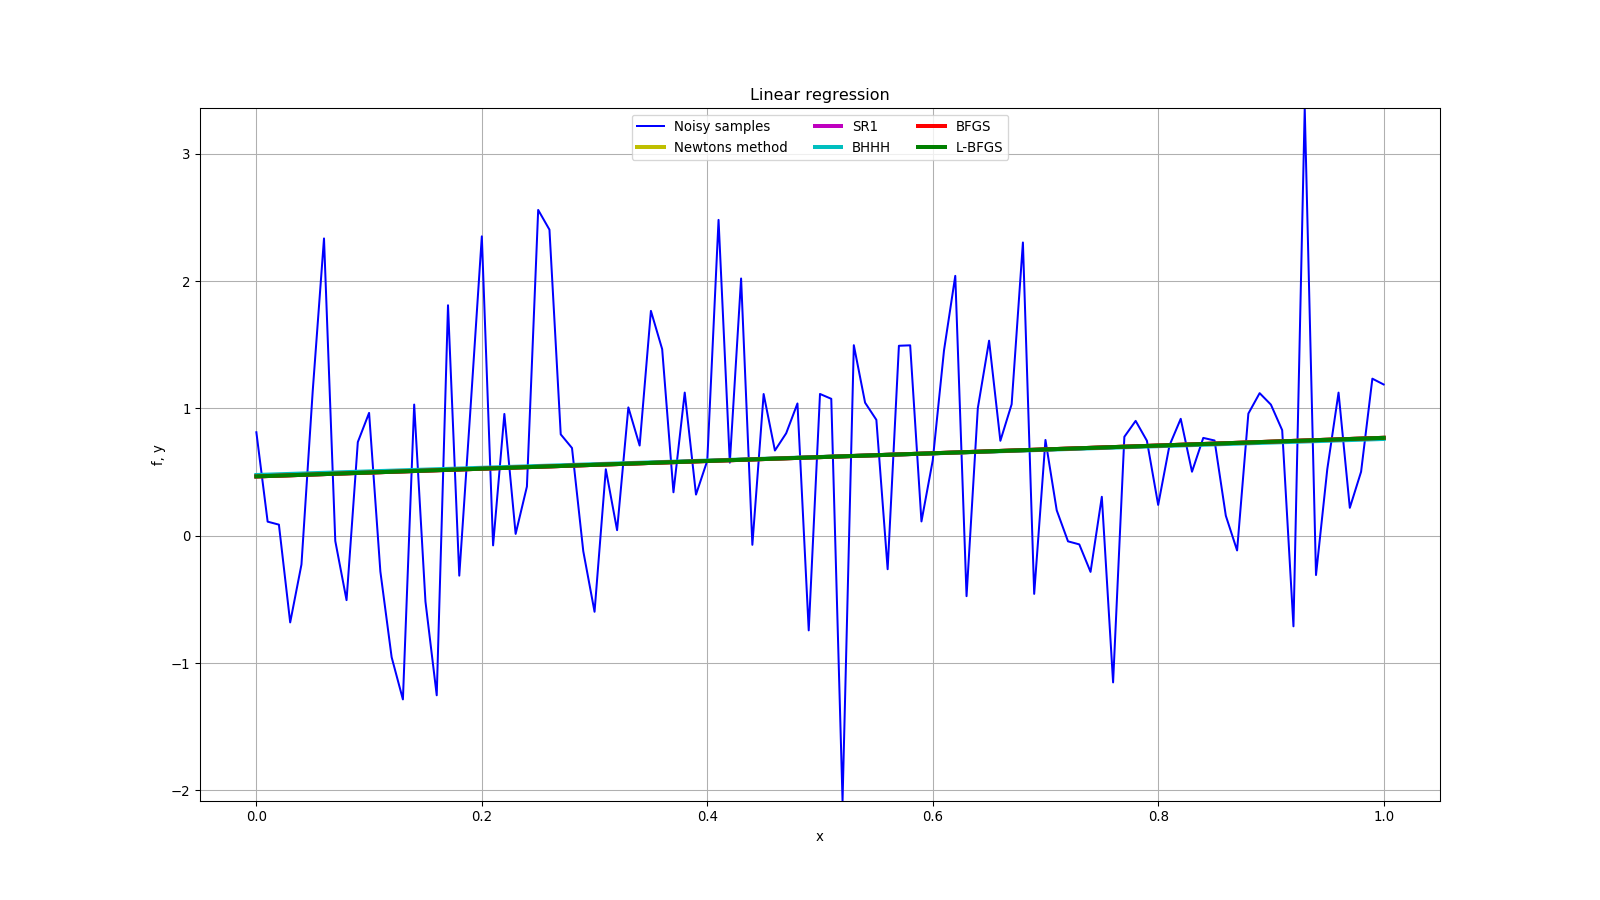 Linear regression
Noisy samples
Newtons method
SR1
BHHH
BFGS
L-BFGS
f, y
3
2
1
0
−1
−2
0.0 0.2 0.4 0.6 0.8 1.0
x